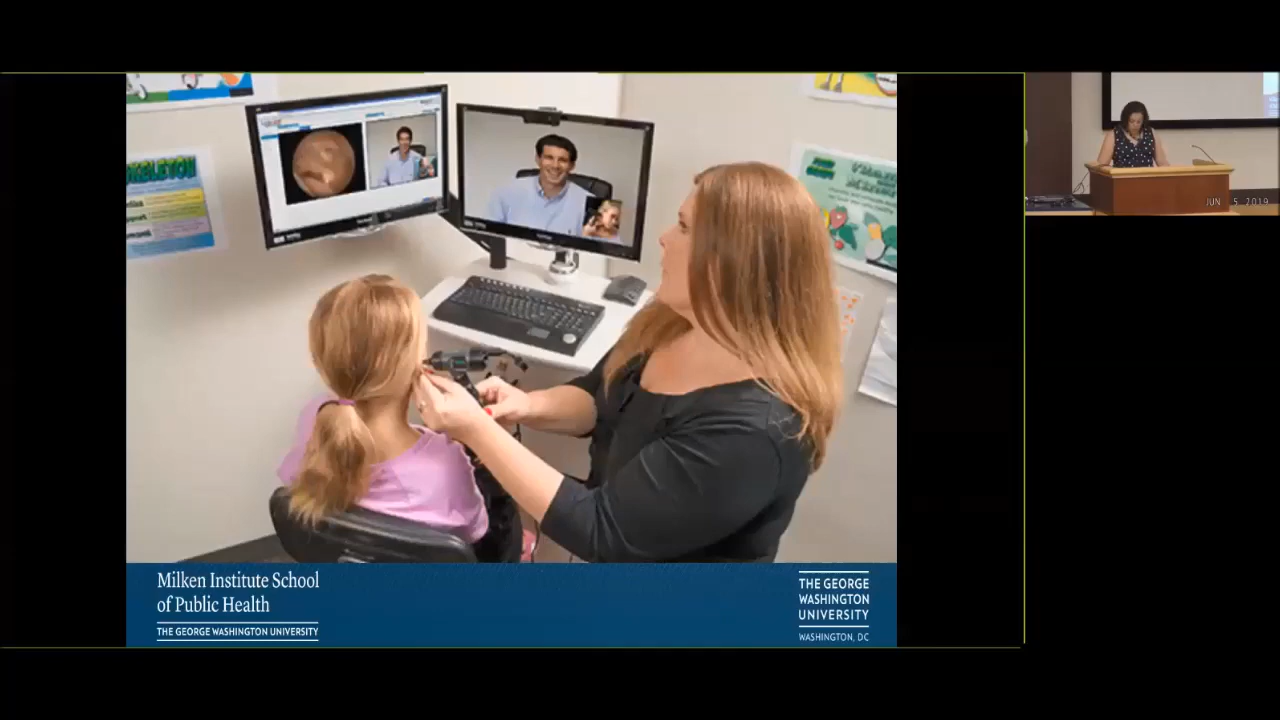 SKELETON
JUN 5 2019
Milken Institute School
of Public Health
THE GEORGE WASHINGTON UNIVERSITY
THE GEORGE
WASHINGTON
UNIVERSITY
WASHINGTON, DC